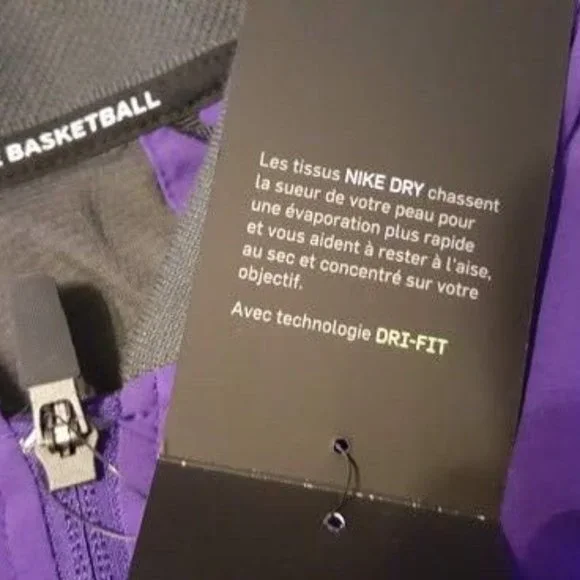 BASKETBALL
Les tissus NIKE DRY chassent
la sueur de votre peau pour
une évaporation plus rapide
et vous aident à rester à l'aise,
au sec et concentré sur votre
objectif.
Avec technologie DRI-FIT